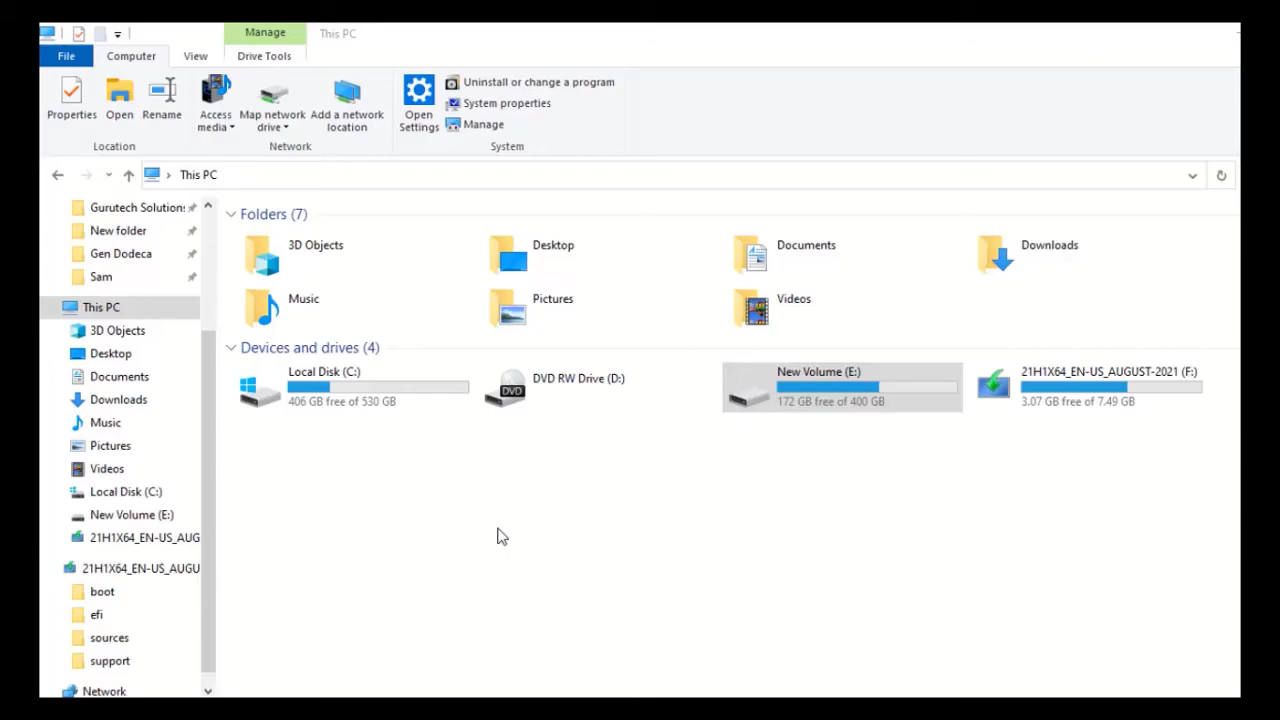 Manage
This PC
File
Computer
View
Drive Tools
Properties
Open
Rename
Access media
Map network drive
Add a network location
Open Settings
Uninstall or change a program
System properties
Manage
Location
Network
System
This PC
Gurutech Solution
New folder
Gen Dodeca
Sam
This PC
3D Objects
Desktop
Documents
Downloads
Music
Pictures
Videos
Local Disk (C:)
New Volume (E:)
21H1X64_EN-US_AUG
21H1X64_EN-US_AUGU
boot
efi
sources
support
Network
Folders (7)
3D Objects
Desktop
Documents
Downloads
Music
Pictures
Videos
Devices and drives (4)
Local Disk (C:)
406 GB free of 530 GB
DVD RW Drive (D:)
New Volume (E:)
172 GB free of 400 GB
21H1X64_EN-US_AUGUST-2021 (F:)
3.07 GB free of 7.49 GB
DVD